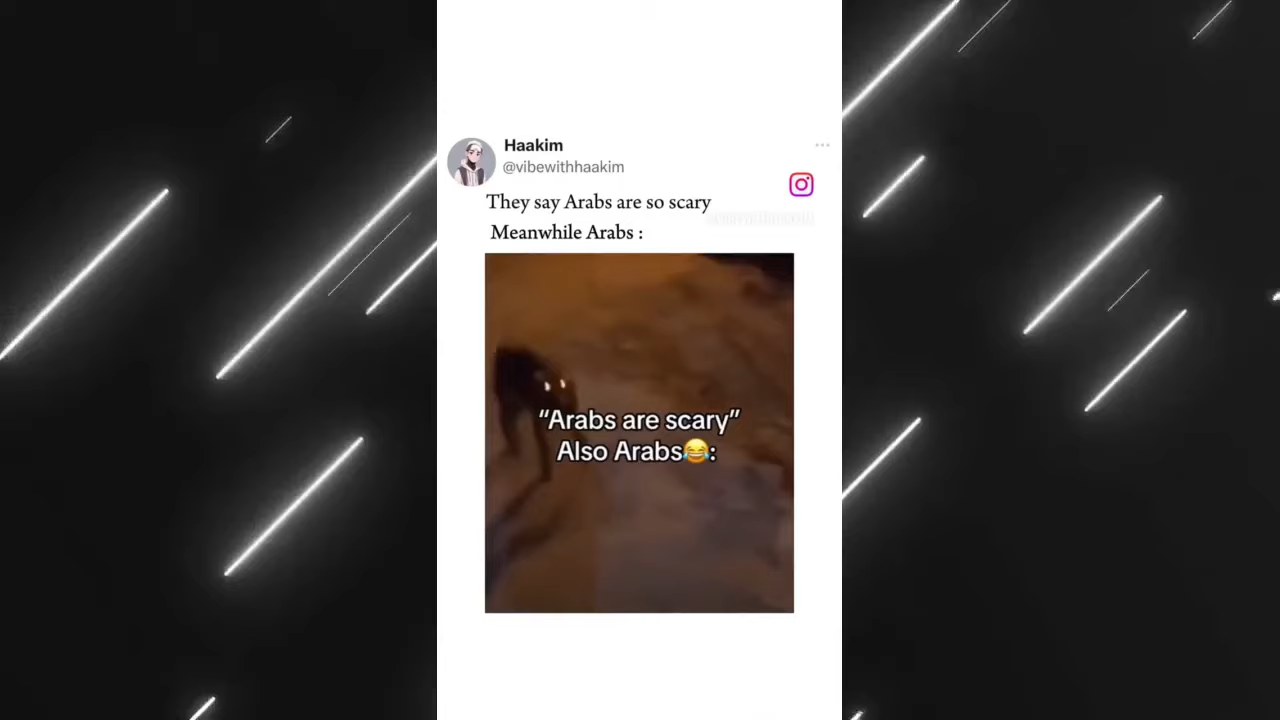 Haakim
@vibewithhaakim
They say Arabs are so scary
Meanwhile Arabs :
“Arabs are scary”
Also Arabs😂: